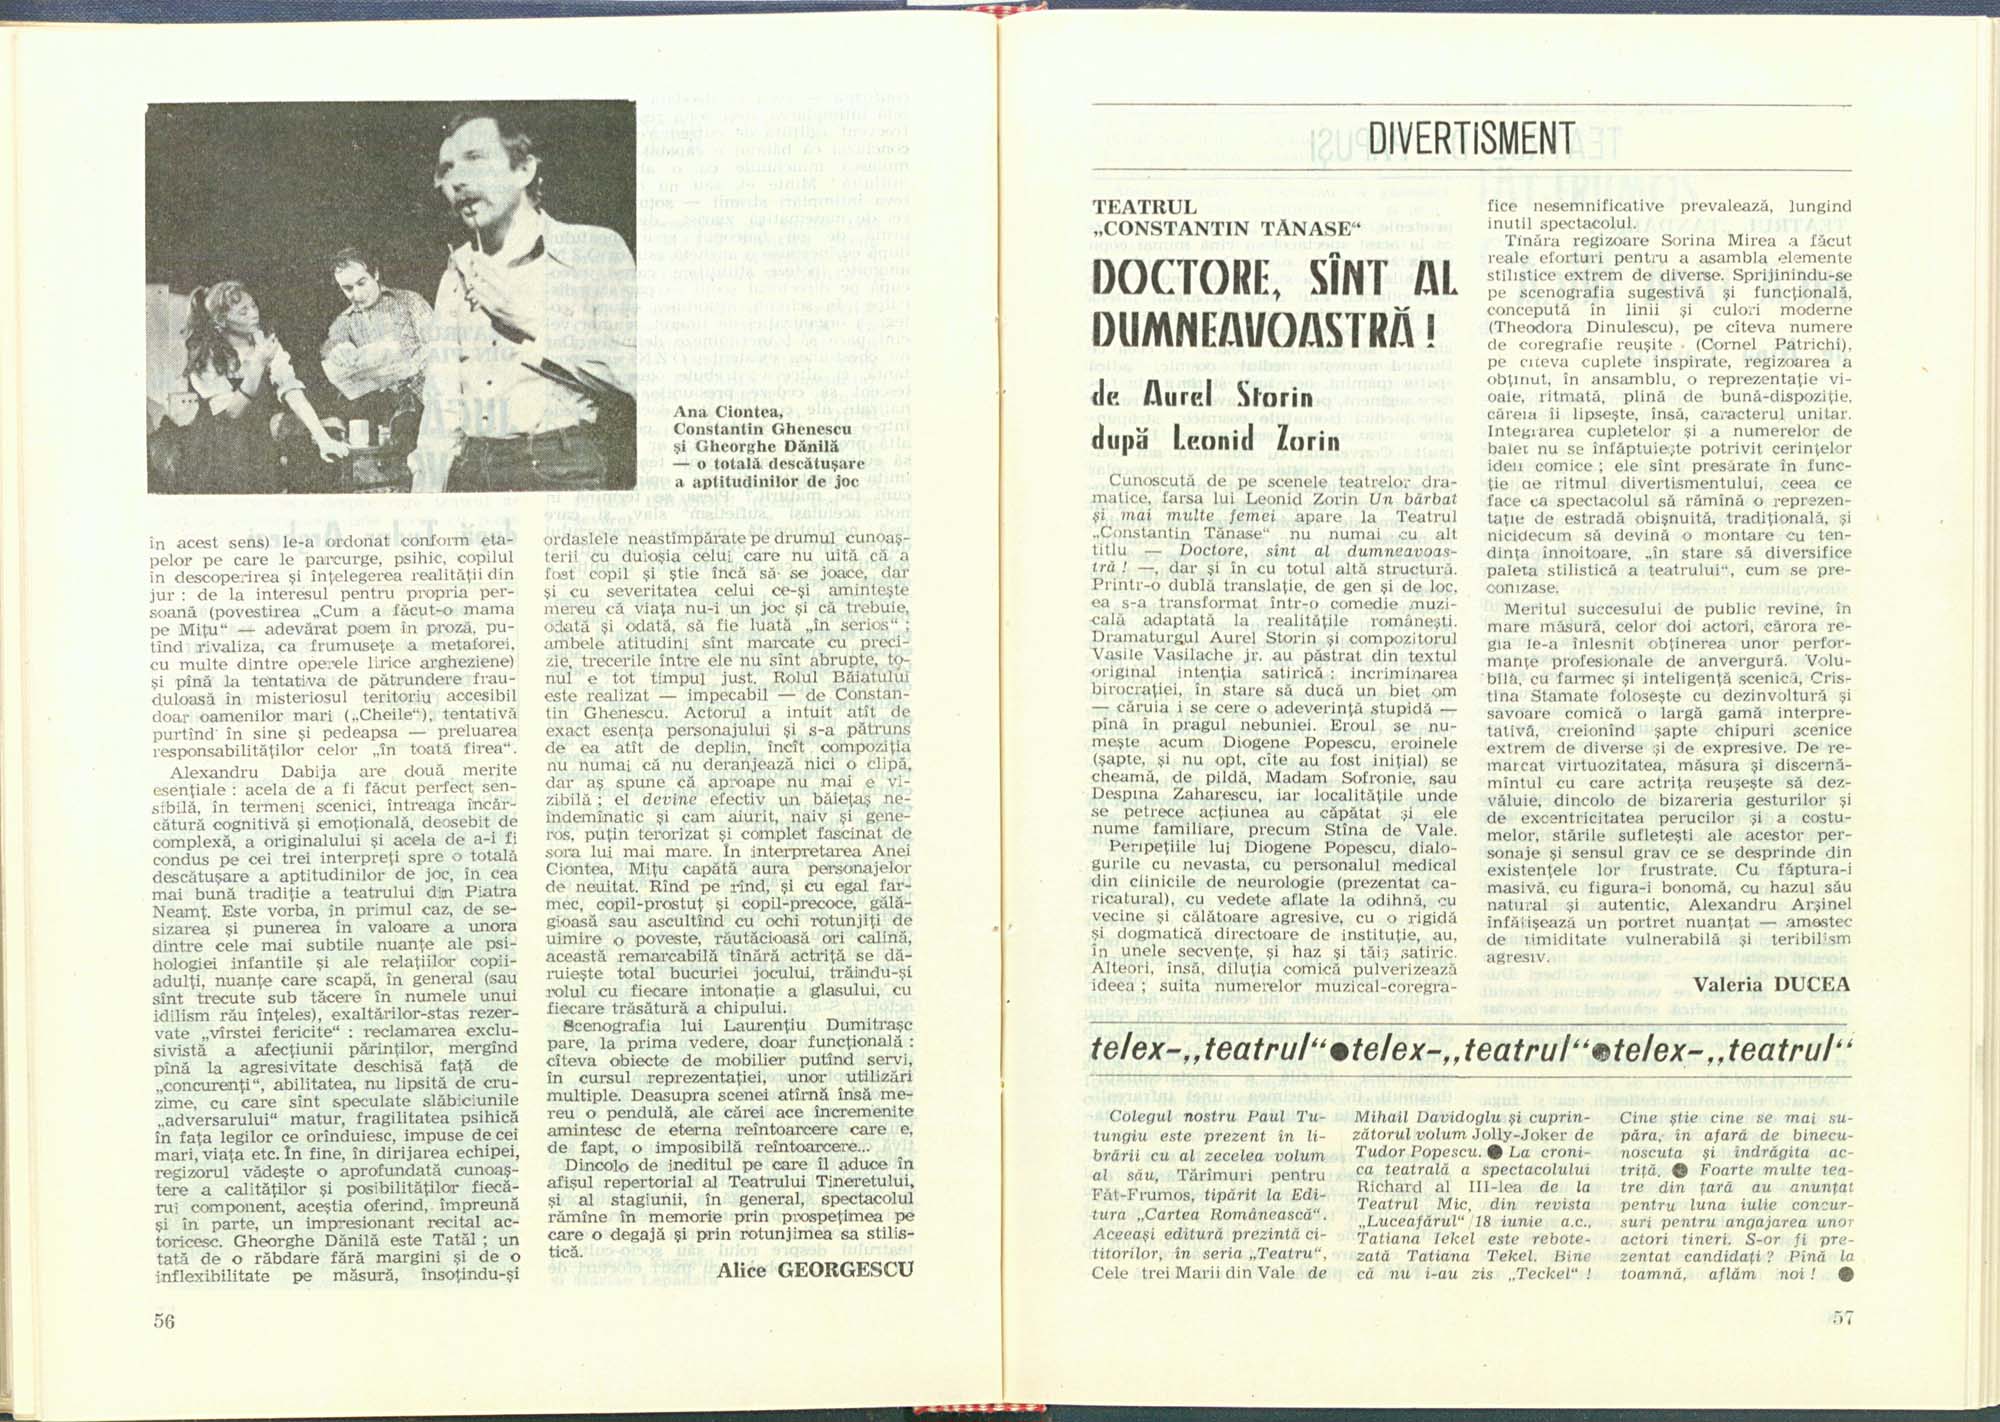 Ana Ciontea,
Constantin Ghenescu
și Gheorghe Dănilă
— o totală descătușare
a aptitudinilor de joc
in acest sens) le-a ordonat conform eta-
pelor pe care le parcurge, psihic, copilul
in descoperirea și înțelegerea realității din
jur : de la interesul pentru propria per-
soană (povestirea „Cum a făcut-o mama
pe Mițu“ — adevărat poem în proză, pu-
tînd rivaliza, ca frumusețe a metaforei,
cu multe dintre operele lirice argheziene)
și pînă la tentativa de pătrundere frau-
duloasă în misteriosul teritoriu accesibil
doar oamenilor mari („Cheile“), tentativă
purtînd în sine și pedeapsa — preluarea
responsabilităților celor „în toată firea“.
Alexandru Dabija are două merite
esențiale : acela de a fi făcut perfect sen-
sibilă, în termeni scenici, întreaga încăr-
cătură cognitivă și emoțională, deosebit de
complexă, a originalului și acela de a-i fi
condus pe cei trei interpreți spre o totală
descătușare a aptitudinilor de joc, în cea
mai bună tradiție a teatrului din Piatra
Neamț. Este vorba, în primul caz, de se-
sizarea și punerea în valoare a unora
dintre cele mai subtile nuanțe ale psi-
hologiei infantile și ale relațiilor copii-
adulți, nuanțe care scapă, în general (sau
sînt trecute sub tăcere în numele unui
idilism rău înțeles), exaltărilor-stas rezer-
vate „vîrstei fericite“ : reclamarea exclu-
sivistă a afecțiunii părinților, mergînd
pînă la agresivitate deschisă față de
„concurenți“, abilitatea, nu lipsită de cru-
zime, cu care sînt speculate slăbiciunile
„adversarului“ matur, fragilitatea psihică
în fața legilor ce orînduiesc, impuse de cei
mari, viața etc. În fine, în dirijarea echipei,
regizorul vădește o aprofundată cunoaș-
tere a calităților și posibilităților fiecă-
rui component, aceștia oferind, împreună
și în parte, un impresionant recital ac-
toricesc. Gheorghe Dănilă este Tatăl ; un
tată de o răbdare fără margini și de o
inflexibilitate pe măsură, însoțindu-și
ordaslele neastîmpărate pe drumul cunoaș-
terii cu duioșia celui care nu uită că a
fost copil și știe încă să se joace, dar
și cu severitatea celui ce-și amintește
mereu că viața nu-i un joc și că trebuie,
odată și odată, să fie luată „în serios“ ;
ambele atitudini sînt marcate cu preci-
zie, trecerile între ele nu sînt abrupte, to-
nul e tot timpul just. Rolul Băiatului
este realizat — impecabil — de Constan-
tin Ghenescu. Actorul a intuit atît de
exact esența personajului și s-a pătruns
de ea atît de deplin, încît compoziția
nu numai că nu deranjează nici o clipă,
dar aș spune că aproape nu mai e vi-
zibilă ; el devine efectiv un băiețaș ne-
îndemînatic și cam aiurit, naiv și gene-
ros, puțin terorizat și complet fascinat de
sora lui mai mare. In interpretarea Anei
Ciontea, Mițu capătă aura personajelor
de neuitat. Rînd pe rînd, și cu egal far-
mec, copil-prostuț și copil-precoce, gălă-
gioasă sau ascultînd cu ochi rotunjiți de
uimire o poveste, răutăcioasă ori calină,
această remarcabilă tînără actriță se dă-
ruiește total bucuriei jocului, trăindu-și
rolul cu fiecare intonație a glasului, cu
fiecare trăsătură a chipului.
Scenografia lui Laurențiu Dumitrașc
pare, la prima vedere, doar funcțională :
cîteva obiecte de mobilier putînd servi,
în cursul reprezentației, unor utilizări
multiple. Deasupra scenei atîrnă însă me-
reu o pendulă, ale cărei ace încremenite
amintesc de eterna reîntoarcere care e,
de fapt, o imposibilă reîntoarcere...
Dincolo de ineditul pe care îl aduce în
afișul repertorial al Teatrului Tineretului,
și al stagiunii, în general, spectacolul
rămîne în memorie prin prospețimea pe
care o degajă și prin rotunjimea sa stilis-
tică.
Alice GEORGESCU
56
DIVERTISMENT
TEATRUL
„CONSTANTIN TĂNASE“
DOCTORE, SÎNT AL
DUMNEAVOASTRĂ !
de Aurel Storin
după Leonid Zorin
Cunoscută de pe scenele teatrelor dra-
matice, farsa lui Leonid Zorin Un bărbat
și mai multe femei apare la Teatrul
„Constantin Tănase“ nu numai cu alt
titlu — Doctore, sînt al dumneavoas-
tră ! —, dar și în cu totul altă structură.
Printr-o dublă translație, de gen și de loc,
ea s-a transformat într-o comedie muzi-
cală adaptată la realitățile românești.
Dramaturgul Aurel Storin și compozitorul
Vasile Vasilache jr. au păstrat din textul
original intenția satirică : incriminarea
birocrației, în stare să ducă un biet om
— căruia i se cere o adeverință stupidă —
pînă în pragul nebuniei. Eroul se nu-
mește acum Diogene Popescu, eroinele
(șapte, și nu opt, cîte au fost inițial) se
cheamă, de pildă, Madam Sofronie, sau
Despina Zaharescu, iar localitățile unde
se petrece acțiunea au căpătat și ele
nume familiare, precum Stîna de Vale.
Peripețiile lui Diogene Popescu, dialo-
gurile cu nevasta, cu personalul medical
din clinicile de neurologie (prezentat ca-
ricatural), cu vedete aflate la odihnă, cu
vecine și călătoare agresive, cu o rigidă
și dogmatică directoare de instituție, au,
în unele secvențe, și haz și tăiș satiric.
Alteori, însă, diluția comică pulverizează
ideea ; suita numerelor muzical-coregra-
fice nesemnificative prevalează, lungind
inutil spectacolul.
Tînăra regizoare Sorina Mirea a făcut
reale eforturi pentru a asambla elemente
stilistice extrem de diverse. Sprijinindu-se
pe scenografia sugestivă și funcțională,
concepută în linii și culori moderne
(Theodora Dinulescu), pe cîteva numere
de coregrafie reușite (Cornel Patrichi),
pe cîteva cuplete inspirate, regizoarea a
obținut, în ansamblu, o reprezentație vi-
oaie, ritmată, plină de bună-dispoziție,
căreia îi lipsește, însă, caracterul unitar.
Integrarea cupletelor și a numerelor de
balet nu se înfăptuiește potrivit cerințelor
ideii comice ; ele sînt presărate în func-
ție de ritmul divertismentului, ceea ce
face ca spectacolul să rămînă o reprezen-
tație de estradă obișnuită, tradițională, și
nicidecum să devină o montare cu ten-
dința înnoitoare, „în stare să diversifice
paleta stilistică a teatrului“, cum se pre-
conizase.
Meritul succesului de public revine, în
mare măsură, celor doi actori, cărora re-
gia le-a înlesnit obținerea unor perfor-
manțe profesionale de anvergură. Volu-
bilă, cu farmec și inteligență scenică, Cris-
tina Stamate folosește cu dezinvoltură și
savoare comică o largă gamă interpre-
tativă, creionînd șapte chipuri scenice
extrem de diverse și de expresive. De re-
marcat virtuozitatea, măsura și discernă-
mîntul cu care actrița reușește să dez-
văluie, dincolo de bizareria gesturilor și
de excentricitatea perucilor și a costu-
melor, stările sufletești ale acestor per-
sonaje și sensul grav ce se desprinde din
existențele lor frustrate. Cu făptura-i
masivă, cu figura-i bonomă, cu hazul său
natural și autentic, Alexandru Arșinel
înfățișează un portret nuanțat — amestec
de timiditate vulnerabilă și teribilism
agresiv.
Valeria DUCEA
telex-„teatrul“●telex-„teatrul“●telex-„teatrul“
Colegul nostru Paul Tu-
tungiu este prezent în li-
brării cu al zecelea volum
al său, Tărîmuri pentru
Făt-Frumos, tipărit la Edi-
tura „Cartea Românească“.
Aceeași editură prezintă ci-
titorilor, în seria „Teatru“,
Cele trei Marii din Vale de
Mihail Davidoglu și cuprin-
zătorul volum Jolly-Joker de
Tudor Popescu. ● La croni-
ca teatrală a spectacolului
Richard al III-lea de la
Teatrul Mic, din revista
„Luceafărul“ 18 iunie a.c.,
Tatiana Iekel este rebote-
zată Tatiana Tekel. Bine
că nu i-au zis „Teckel“ !
Cine știe cine se mai su-
păra, în afară de binecu-
noscuta și îndrăgita ac-
triță. ● Foarte multe tea-
tre din țară au anunțat
pentru luna iulie concur-
suri pentru angajarea unor
actori tineri. S-or fi pre-
zentat candidați ? Pînă la
toamnă, aflăm noi ! ●
57